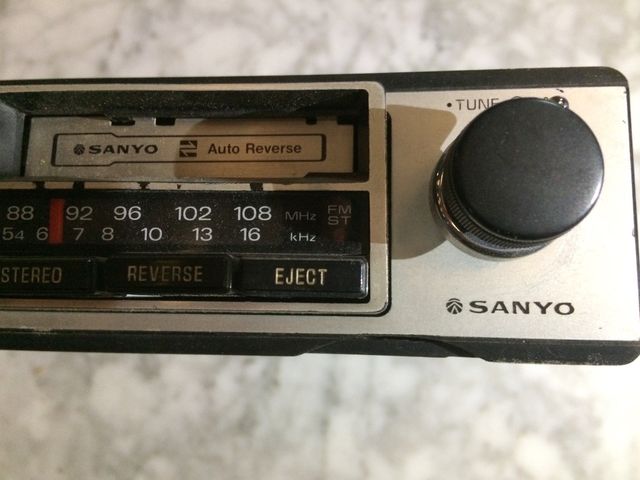 • TUNE
SANYO Auto Reverse
88 92 96 102 108 MHz FM ST
54 6 7 8 10 13 16 kHz
STEREO REVERSE EJECT
SANYO